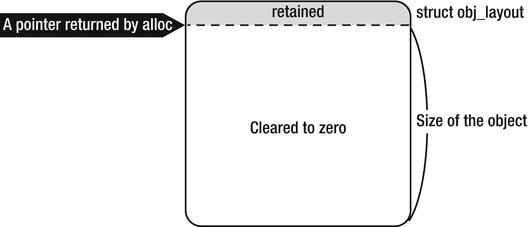 retained
struct obj_layout
A pointer returned by alloc
Size of the object
Cleared to zero